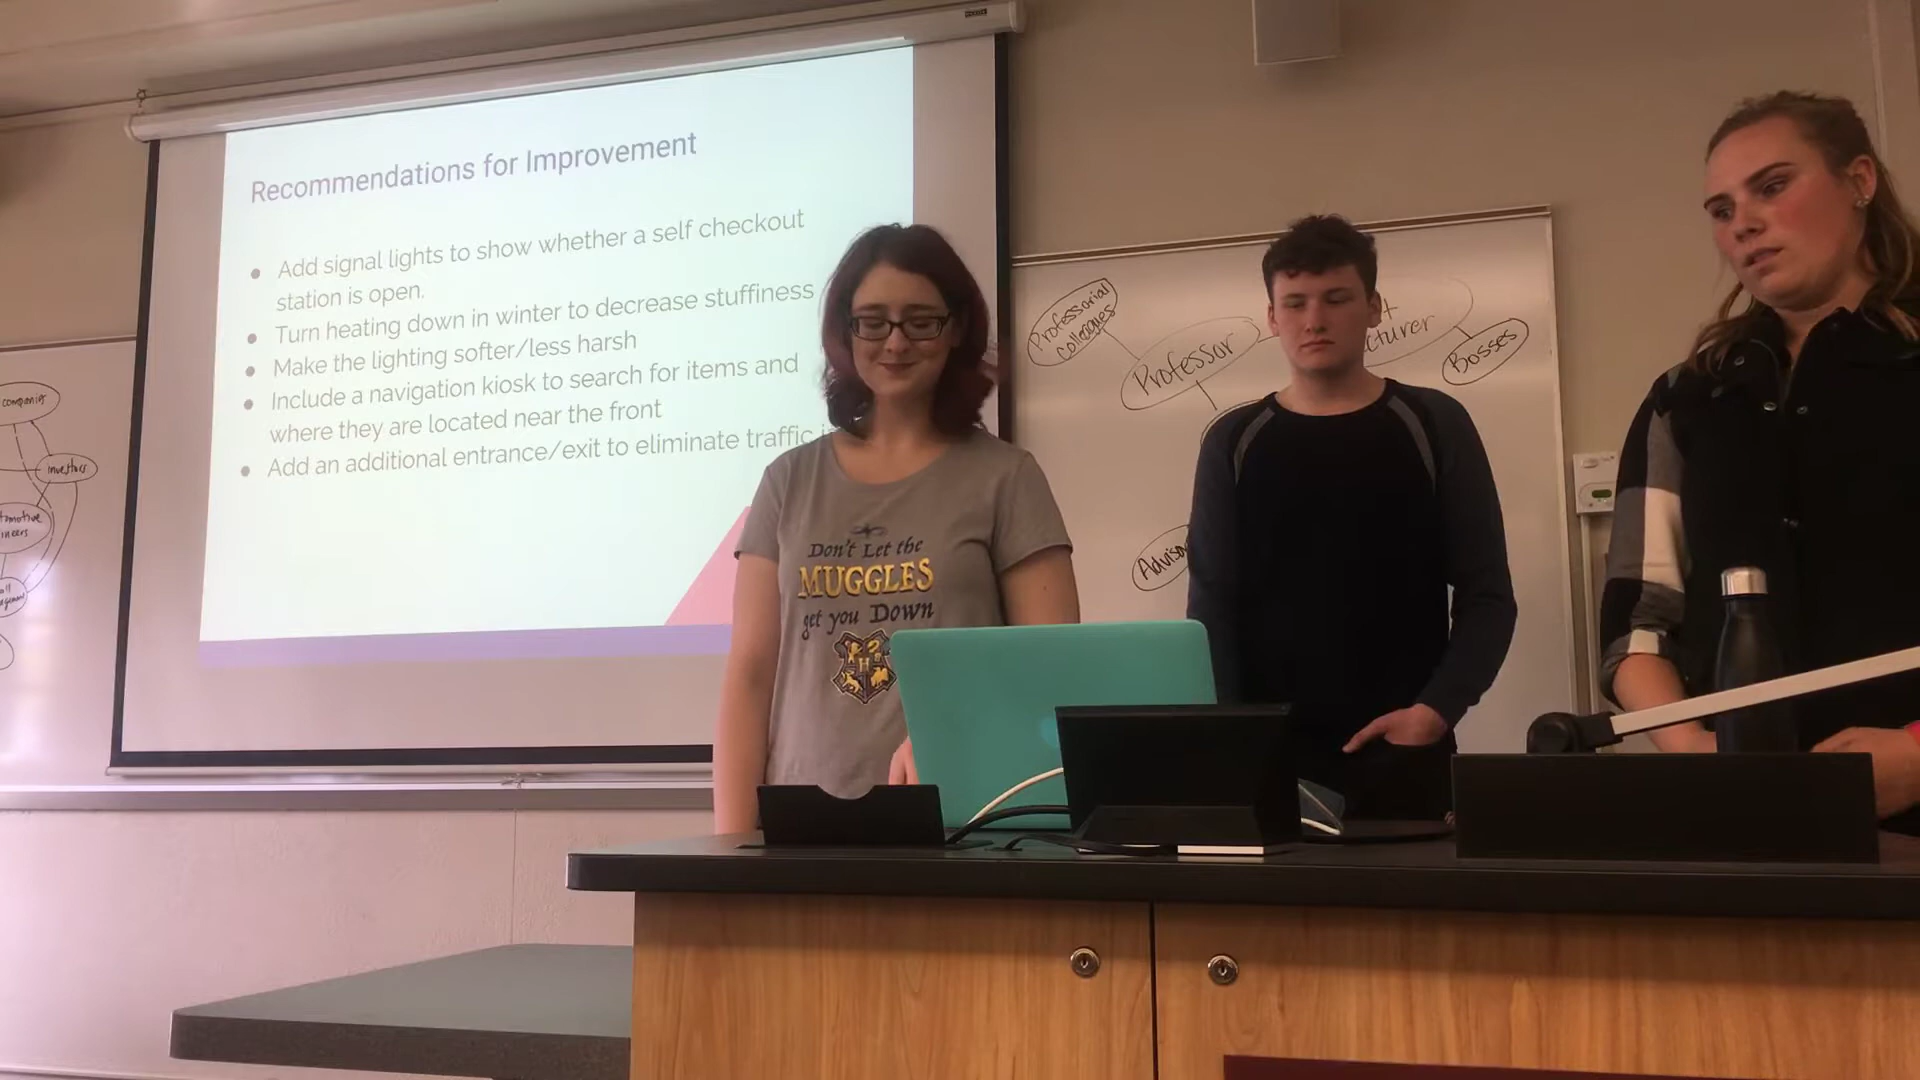 Recommendations for Improvement
● Add signal lights to show whether a self checkout
station is open.
● Turn heating down in winter to decrease stuffiness
● Make the lighting softer/less harsh
● Include a navigation kiosk to search for items and
where they are located near the front
● Add an additional entrance/exit to eliminate traffic
Don't Let the
MUGGLES
get you Down
H
Professorial
colleagues
Professor
Bosses
companies
investors